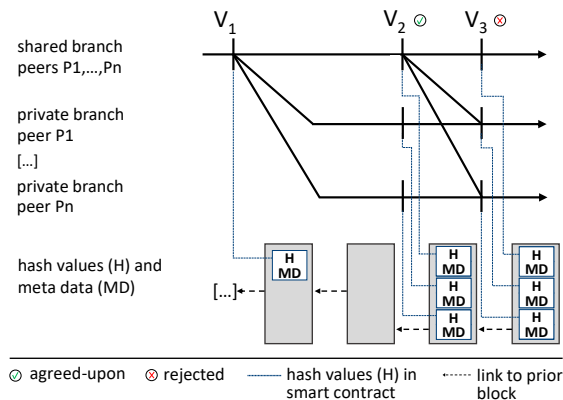 V1 V2 V3
shared branch
peers P1,...,Pn
private branch
peer P1
[...]
private branch
peer Pn
hash values (H) and
meta data (MD)
[...]
H
MD
H
MD
H
MD
H
MD
H
MD
H
MD
H
MD
agreed-upon
rejected
hash values (H) in
smart contract
link to prior
block